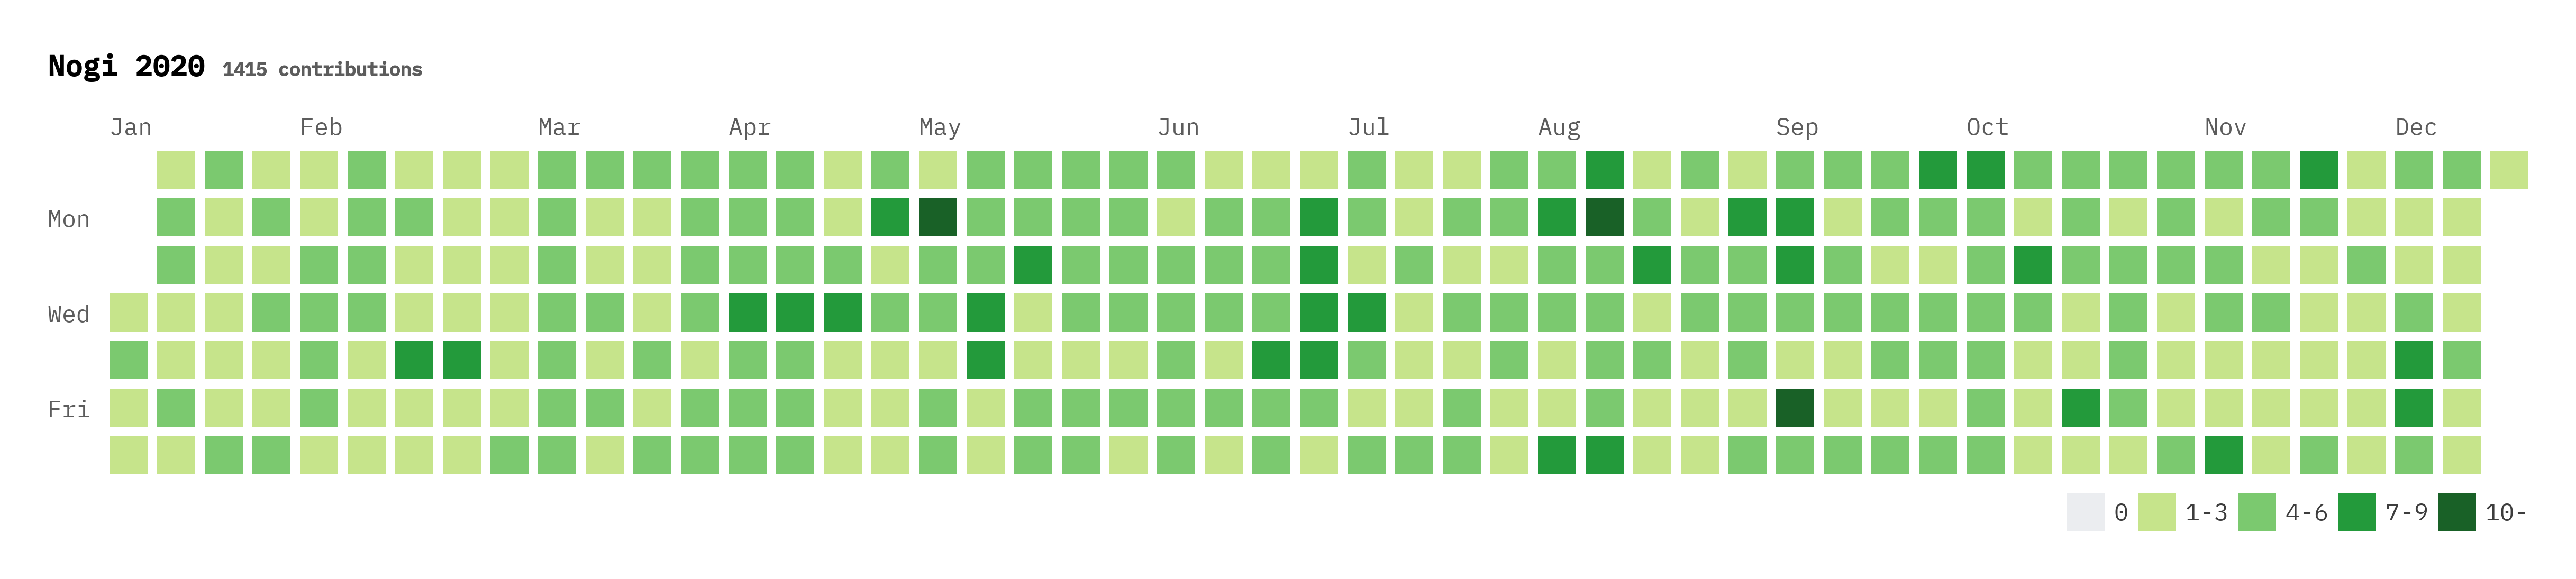 Nogi 2020 1415 contributions
Jan Feb Mar Apr May Jun Jul Aug Sep Oct Nov Dec
Mon
Wed
Fri
0 1-3 4-6 7-9 10-